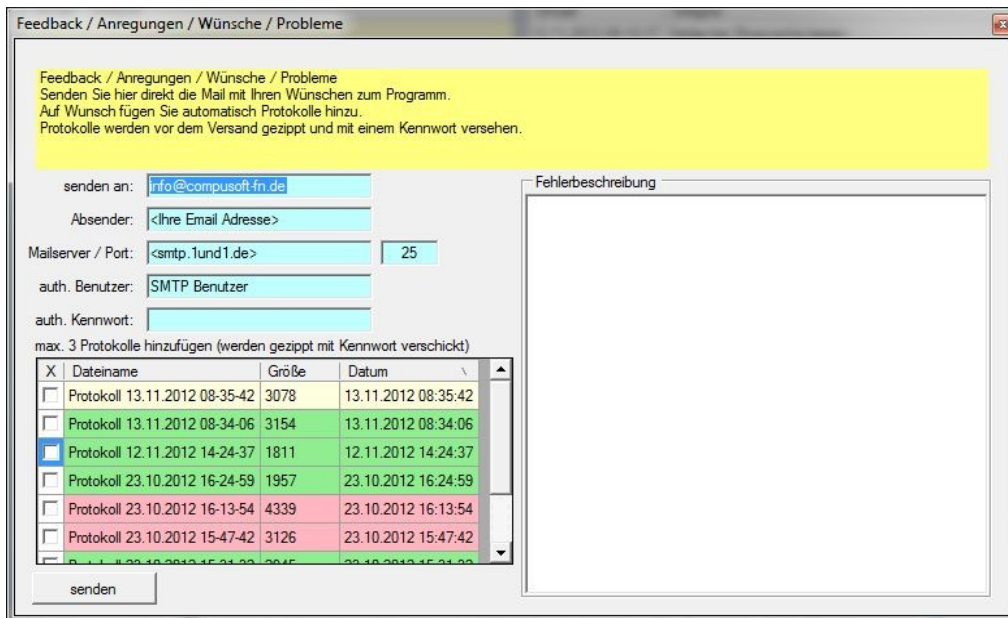 Feedback / Anregungen / Wünsche / Probleme
Feedback / Anregungen / Wünsche / Probleme
Senden Sie hier direkt die Mail mit Ihren Wünschen zum Programm.
Auf Wunsch fügen Sie automatisch Protokolle hinzu.
Protokolle werden vor dem Versand gezippt und mit einem Kennwort versehen.
senden an: info@compusoft-fn.de
Absender: <Ihre Email Adresse>
Mailserver / Port: <smtp.1und1.de> 25
auth. Benutzer: SMTP Benutzer
auth. Kennwort:
max. 3 Protokolle hinzufügen (werden gezippt mit Kennwort verschickt)
X Dateiname Größe Datum
Protokoll 13.11.2012 08-35-42 3078 13.11.2012 08:35:42
Protokoll 13.11.2012 08-34-06 3154 13.11.2012 08:34:06
Protokoll 12.11.2012 14-24-37 1811 12.11.2012 14:24:37
Protokoll 23.10.2012 16-24-59 1957 23.10.2012 16:24:59
Protokoll 23.10.2012 16-13-54 4339 23.10.2012 16:13:54
Protokoll 23.10.2012 15-47-42 3126 23.10.2012 15:47:42
senden
Fehlerbeschreibung